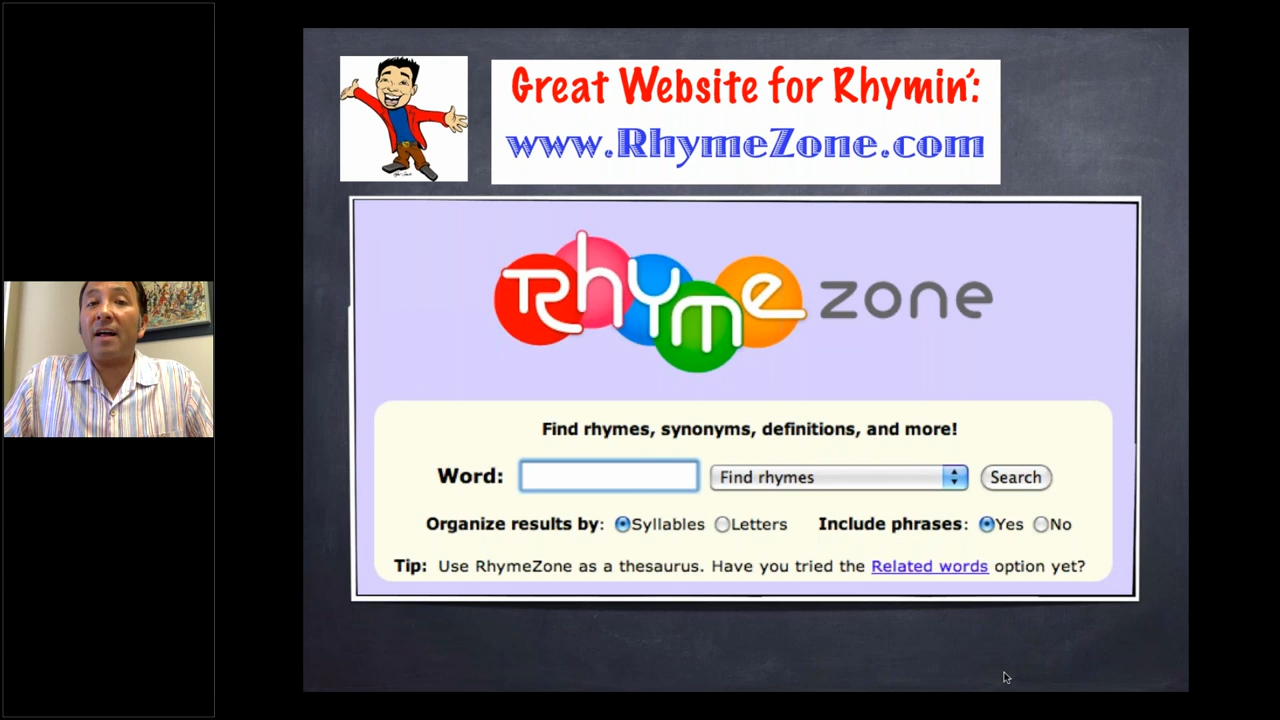 Great Website for Rhymin':
www.RhymeZone.com
Rhyme zone
Find rhymes, synonyms, definitions, and more!
Word: Find rhymes Search
Organize results by: Syllables Letters Include phrases: Yes No
Tip: Use RhymeZone as a thesaurus. Have you tried the Related words option yet?